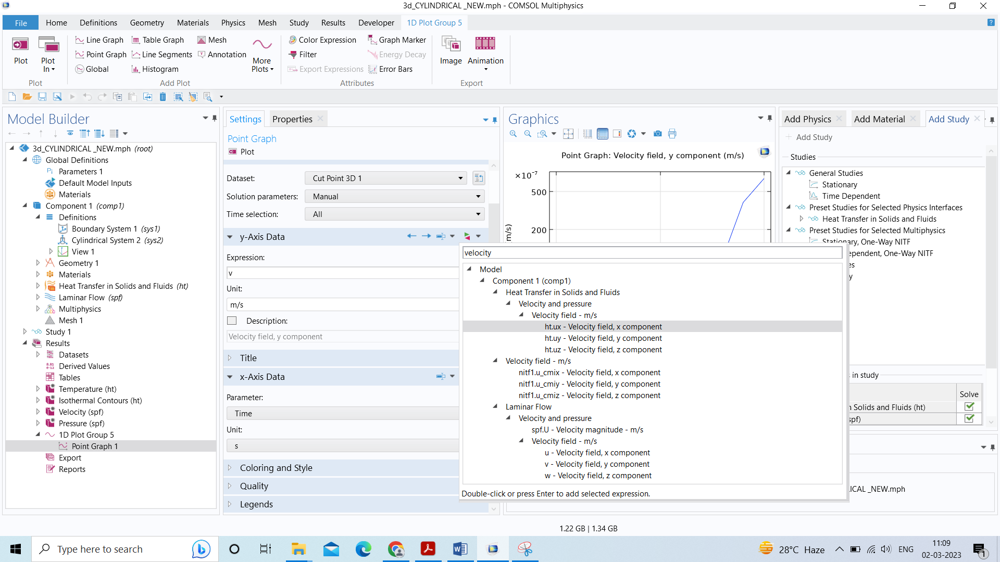 3d_CYLINDRICAL _NEW.mph - COMSOL Multiphysics
File Home Definitions Geometry Materials Physics Mesh Study Results Developer 1D Plot Group 5
Plot
Plot In
Plot
Line Graph Table Graph Mesh
Point Graph Line Segments Annotation
Global Histogram
More Plots
Add Plot
Color Expression Graph Marker
Filter Energy Decay
Export Expressions Error Bars
Attributes
Image Animation
Export
Model Builder
3d_CYLINDRICAL _NEW.mph (root)
Global Definitions
Pi Parameters 1
Default Model Inputs
Materials
Component 1 (comp1)
Definitions
Boundary System 1 (sys1)
Cylindrical System 2 (sys2)
View 1
Geometry 1
Materials
Heat Transfer in Solids and Fluids (ht)
Laminar Flow (spf)
Multiphysics
Mesh 1
Study 1
Results
Datasets
8.85
e-12
Derived Values
Tables
Temperature (ht)
Isothermal Contours (ht)
Velocity (spf)
Pressure (spf)
1D Plot Group 5
Point Graph 1
Export
Reports
Settings Properties
Point Graph
Plot
Dataset: Cut Point 3D 1
Solution parameters: Manual
Time selection: All
y-Axis Data
Expression:
v
Unit:
m/s
Description:
Velocity field, y component
Title
x-Axis Data
Parameter:
Time
Unit:
s
Coloring and Style
Quality
Legends
Graphics
Point Graph: Velocity field, y component (m/s)
×10⁻⁷
500
200
(m/s)
velocity
Model
Component 1 (comp1)
Heat Transfer in Solids and Fluids
Velocity and pressure
Velocity field - m/s
ht.ux - Velocity field, x component
ht.uy - Velocity field, y component
ht.uz - Velocity field, z component
Velocity field - m/s
nitf1.u_cmix - Velocity field, x component
nitf1.u_cmiy - Velocity field, y component
nitf1.u_cmiz - Velocity field, z component
Laminar Flow
Velocity and pressure
spf.U - Velocity magnitude - m/s
Velocity field - m/s
u - Velocity field, x component
v - Velocity field, y component
w - Velocity field, z component
Double-click or press Enter to add selected expression.
Add Physics Add Material Add Study
Add Study
Studies
General Studies
Stationary
Time Dependent
Preset Studies for Selected Physics Interfaces
Heat Transfer in Solids and Fluids
Preset Studies for Selected Multiphysics
Stationary, One-Way NITF
ependent, One-Way NITF
es
y
in study
Solve
n Solids and Fluids (ht)
spf)
ICAL _NEW.mph
1.22 GB | 1.34 GB
Type here to search
28°C Haze
ENG
11:09
02-03-2023
1